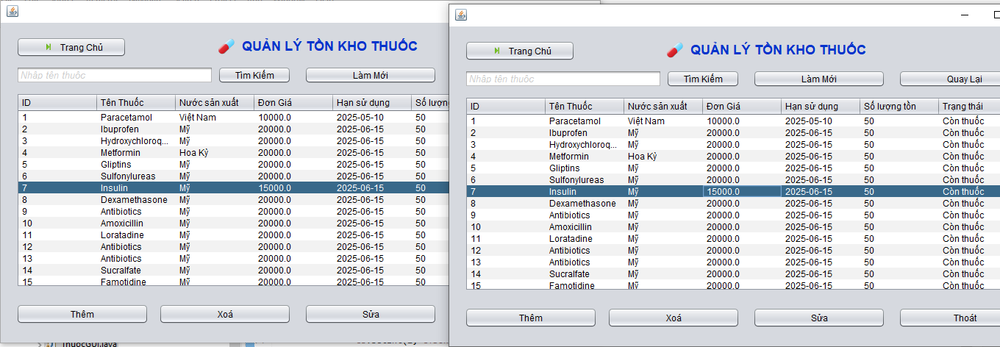 Trang Chủ
QUẢN LÝ TỒN KHO THUỐC
Nhập tên thuốc
Tìm Kiếm
Làm Mới
ID Tên Thuốc Nước sản xuất Đơn Giá Hạn sử dụng Số lượng
1 Paracetamol Việt Nam 10000.0 2025-05-10 50
2 Ibuprofen Mỹ 20000.0 2025-06-15 50
3 Hydroxychloroq... Mỹ 20000.0 2025-06-15 50
4 Metformin Hoa Kỳ 20000.0 2025-06-15 50
5 Gliptins Mỹ 20000.0 2025-06-15 50
6 Sulfonylureas Mỹ 20000.0 2025-06-15 50
7 Insulin Mỹ 15000.0 2025-06-15 50
8 Dexamethasone Mỹ 20000.0 2025-06-15 50
9 Antibiotics Mỹ 20000.0 2025-06-15 50
10 Amoxicillin Mỹ 20000.0 2025-06-15 50
11 Loratadine Mỹ 20000.0 2025-06-15 50
12 Antibiotics Mỹ 20000.0 2025-06-15 50
13 Antibiotics Mỹ 20000.0 2025-06-15 50
14 Sucralfate Mỹ 20000.0 2025-06-15 50
15 Famotidine Mỹ 20000.0 2025-06-15 50
Thêm Xoá Sửa
ThuocGUI.java
Trang Chủ
QUẢN LÝ TỒN KHO THUỐC
Nhập tên thuốc
Tìm Kiếm
Làm Mới
Quay Lại
ID Tên Thuốc Nước sản xuất Đơn Giá Hạn sử dụng Số lượng tồn Trạng thái
1 Paracetamol Việt Nam 10000.0 2025-05-10 50 Còn thuốc
2 Ibuprofen Mỹ 20000.0 2025-06-15 50 Còn thuốc
3 Hydroxychloroq... Mỹ 20000.0 2025-06-15 50 Còn thuốc
4 Metformin Hoa Kỳ 20000.0 2025-06-15 50 Còn thuốc
5 Gliptins Mỹ 20000.0 2025-06-15 50 Còn thuốc
6 Sulfonylureas Mỹ 20000.0 2025-06-15 50 Còn thuốc
7 Insulin Mỹ 15000.0 2025-06-15 50 Còn thuốc
8 Dexamethasone Mỹ 20000.0 2025-06-15 50 Còn thuốc
9 Antibiotics Mỹ 20000.0 2025-06-15 50 Còn thuốc
10 Amoxicillin Mỹ 20000.0 2025-06-15 50 Còn thuốc
11 Loratadine Mỹ 20000.0 2025-06-15 50 Còn thuốc
12 Antibiotics Mỹ 20000.0 2025-06-15 50 Còn thuốc
13 Antibiotics Mỹ 20000.0 2025-06-15 50 Còn thuốc
14 Sucralfate Mỹ 20000.0 2025-06-15 50 Còn thuốc
15 Famotidine Mỹ 20000.0 2025-06-15 50 Còn thuốc
Thêm Xoá Sửa Thoát